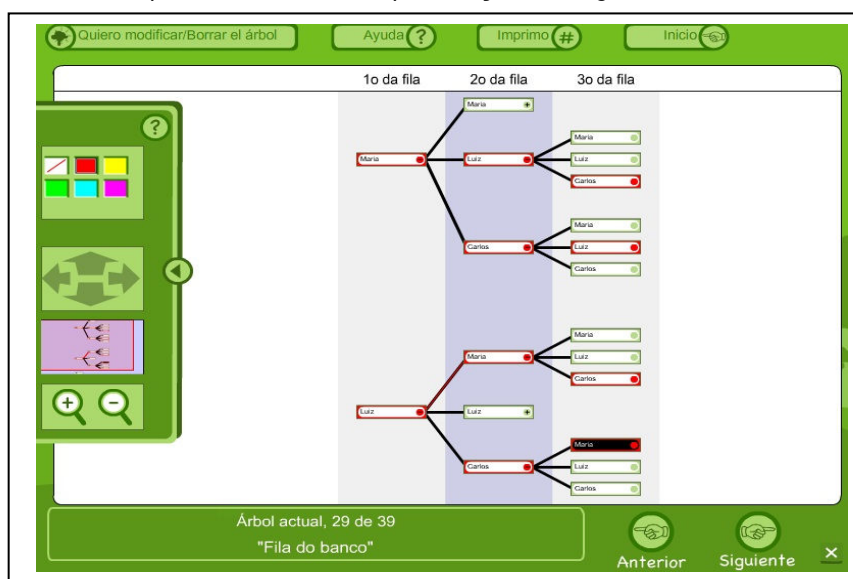 Quiero modificar/Borrar el árbol
Ayuda ?
Imprimo #
Inicio
1o da fila
2o da fila
3o da fila
?
Maria
Maria
Luiz
Maria
Luiz
Carlos
Carlos
Maria
Luiz
Carlos
Luiz
Maria
Maria
Luiz
Carlos
Luiz
Carlos
Maria
Luiz
Carlos
Árbol actual, 29 de 39
"Fila do banco"
Anterior
Siguiente